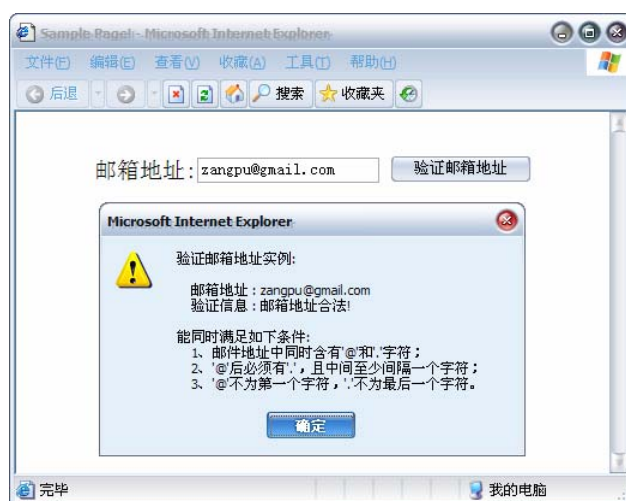 Sample Page! - Microsoft Internet Explorer
文件(F) 编辑(E) 查看(V) 收藏(A) 工具(T) 帮助(H)
后退 搜索 收藏夹
邮箱地址: zangpu@gmail.com 验证邮箱地址
Microsoft Internet Explorer
验证邮箱地址实例:
邮箱地址 : zangpu@gmail.com
验证信息 : 邮箱地址合法!
能同时满足如下条件:
1、邮件地址中同时含有'@'和'.'字符;
2、'@'后必须有'.',且中间至少间隔一个字符;
3、'@'不为第一个字符,'.'不为最后一个字符。
确定
完毕 我的电脑